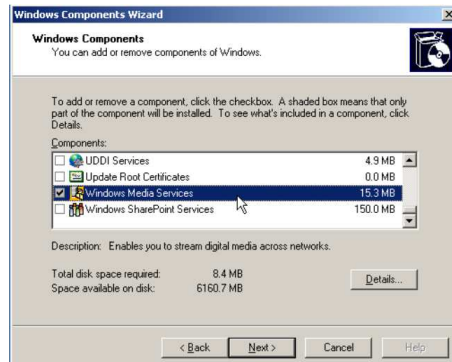 Windows Components Wizard
Windows Components
You can add or remove components of Windows.
To add or remove a component, click the checkbox. A shaded box means that only
part of the component will be installed. To see what's included in a component, click
Details.
Components:
UDDI Services 4.9 MB
Update Root Certificates 0.0 MB
Windows Media Services 15.3 MB
Windows SharePoint Services 150.0 MB
Description: Enables you to stream digital media across networks.
Total disk space required: 8.4 MB
Space available on disk: 6160.7 MB
Details...
< Back Next > Cancel Help